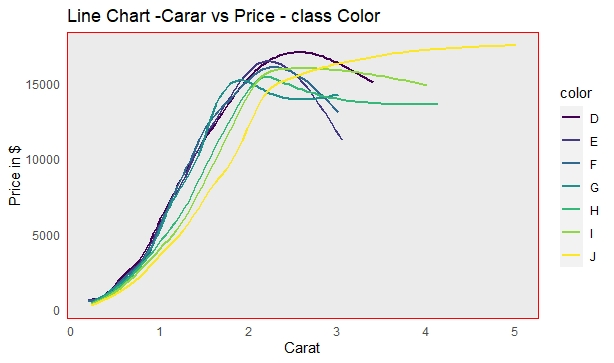 Line Chart -Carar vs Price - class Color
15000
10000
5000
0
Price in $
0 1 2 3 4 5
Carat
color
D
E
F
G
H
I
J